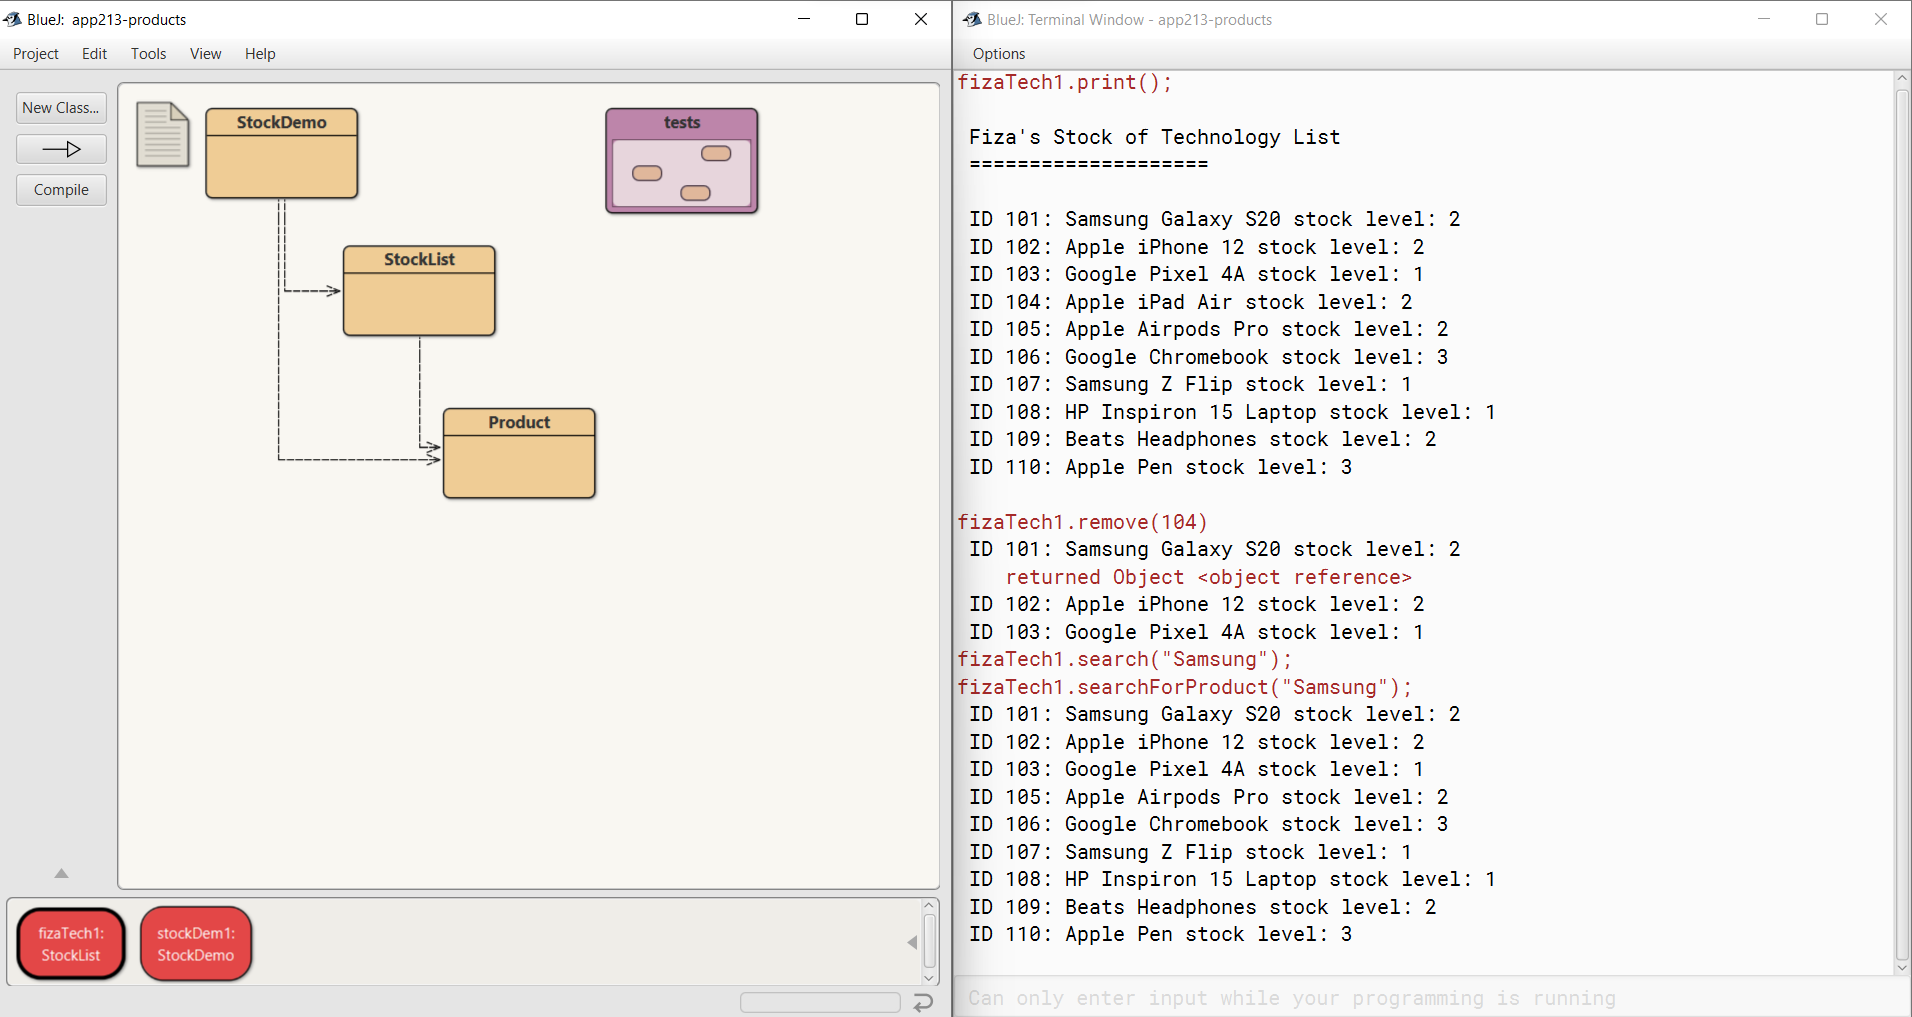 BlueJ: app213-products
Project Edit Tools View Help
New Class...
Compile
StockDemo
tests
StockList
Product
fizaTech1:
StockList
stockDem1:
StockDemo
BlueJ: Terminal Window - app213-products
Options
fizaTech1.print();
Fiza's Stock of Technology List
====================
ID 101: Samsung Galaxy S20 stock level: 2
ID 102: Apple iPhone 12 stock level: 2
ID 103: Google Pixel 4A stock level: 1
ID 104: Apple iPad Air stock level: 2
ID 105: Apple Airpods Pro stock level: 2
ID 106: Google Chromebook stock level: 3
ID 107: Samsung Z Flip stock level: 1
ID 108: HP Inspiron 15 Laptop stock level: 1
ID 109: Beats Headphones stock level: 2
ID 110: Apple Pen stock level: 3
fizaTech1.remove(104)
ID 101: Samsung Galaxy S20 stock level: 2
returned Object <object reference>
ID 102: Apple iPhone 12 stock level: 2
ID 103: Google Pixel 4A stock level: 1
fizaTech1.search("Samsung");
fizaTech1.searchForProduct("Samsung");
ID 101: Samsung Galaxy S20 stock level: 2
ID 102: Apple iPhone 12 stock level: 2
ID 103: Google Pixel 4A stock level: 1
ID 105: Apple Airpods Pro stock level: 2
ID 106: Google Chromebook stock level: 3
ID 107: Samsung Z Flip stock level: 1
ID 108: HP Inspiron 15 Laptop stock level: 1
ID 109: Beats Headphones stock level: 2
ID 110: Apple Pen stock level: 3
Can only enter input while your programming is running